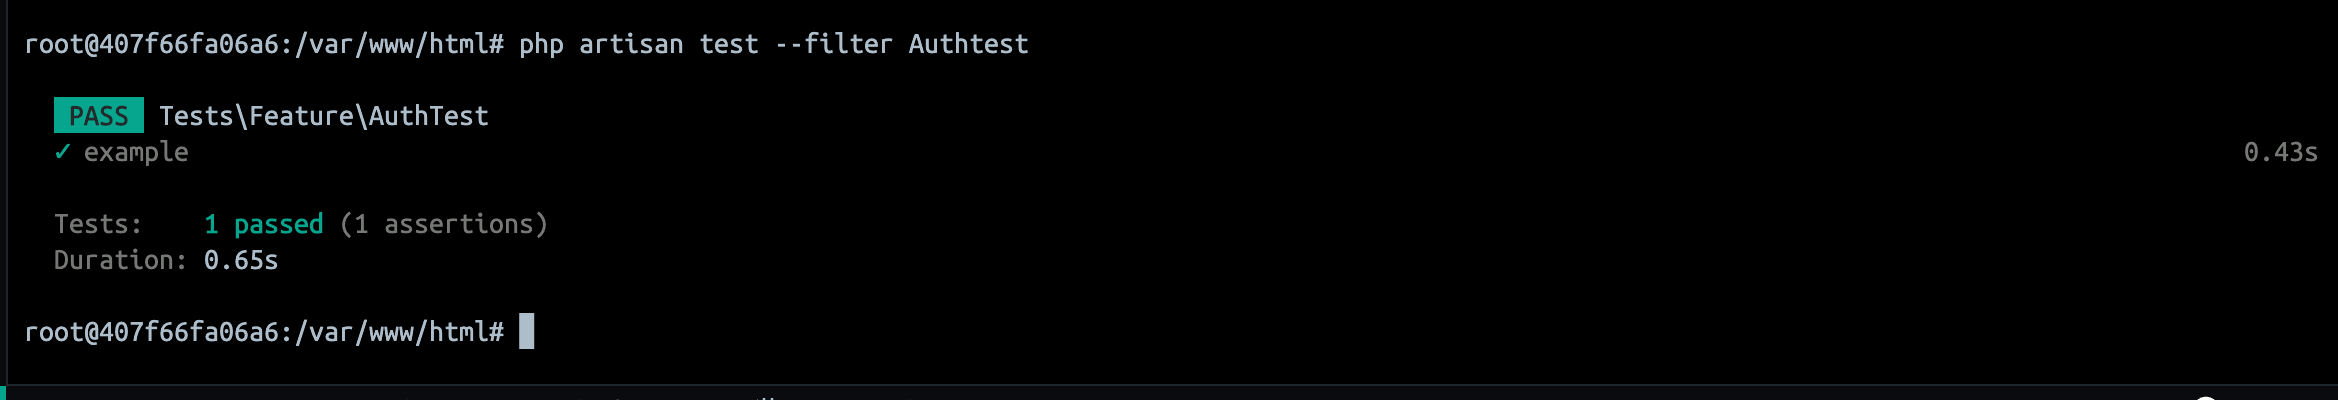 root@407f66fa06a6:/var/www/html# php artisan test --filter Authtest
PASS Tests\Feature\AuthTest
✓ example 0.43s
Tests: 1 passed (1 assertions)
Duration: 0.65s
root@407f66fa06a6:/var/www/html#